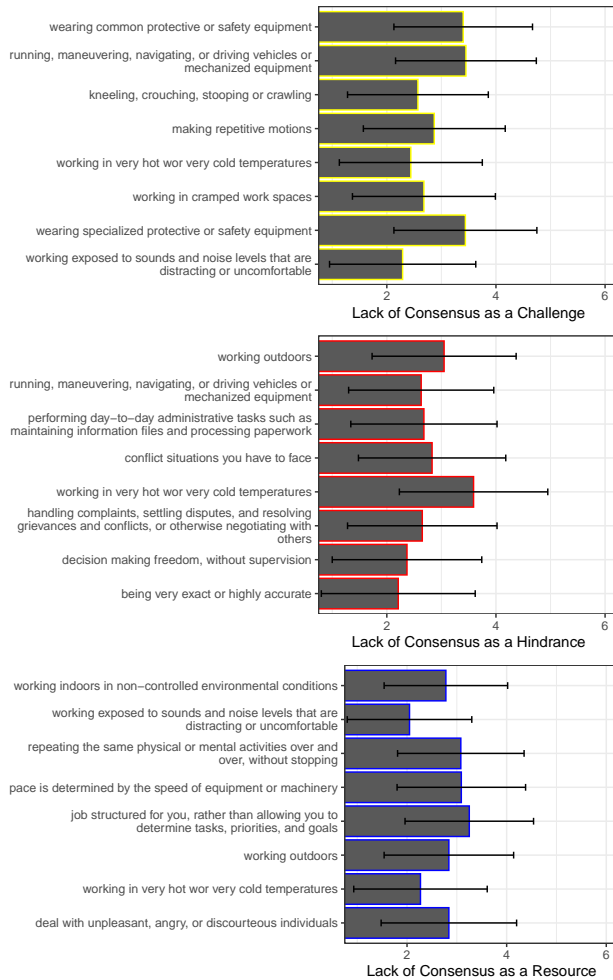 wearing common protective or safety equipment
running, maneuvering, navigating, or driving vehicles or
mechanized equipment
kneeling, crouching, stooping or crawling
making repetitive motions
working in very hot wor very cold temperatures
working in cramped work spaces
wearing specialized protective or safety equipment
working exposed to sounds and noise levels that are
distracting or uncomfortable
2 4 6
Lack of Consensus as a Challenge
working outdoors
running, maneuvering, navigating, or driving vehicles or
mechanized equipment
performing day−to−day administrative tasks such as
maintaining information files and processing paperwork
conflict situations you have to face
working in very hot wor very cold temperatures
handling complaints, settling disputes, and resolving
grievances and conflicts, or otherwise negotiating with
others
decision making freedom, without supervision
being very exact or highly accurate
2 4 6
Lack of Consensus as a Hindrance
working indoors in non−controlled environmental conditions
working exposed to sounds and noise levels that are
distracting or uncomfortable
repeating the same physical or mental activities over and
over, without stopping
pace is determined by the speed of equipment or machinery
job structured for you, rather than allowing you to
determine tasks, priorities, and goals
working outdoors
working in very hot wor very cold temperatures
deal with unpleasant, angry, or discourteous individuals
2 4 6
Lack of Consensus as a Resource